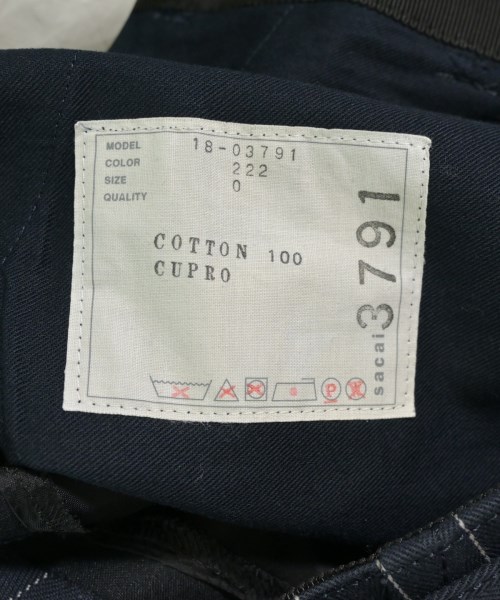 MODEL 18-03791
COLOR 222
SIZE 0
QUALITY
COTTON 100
CUPRO
sacai 3791
P
W